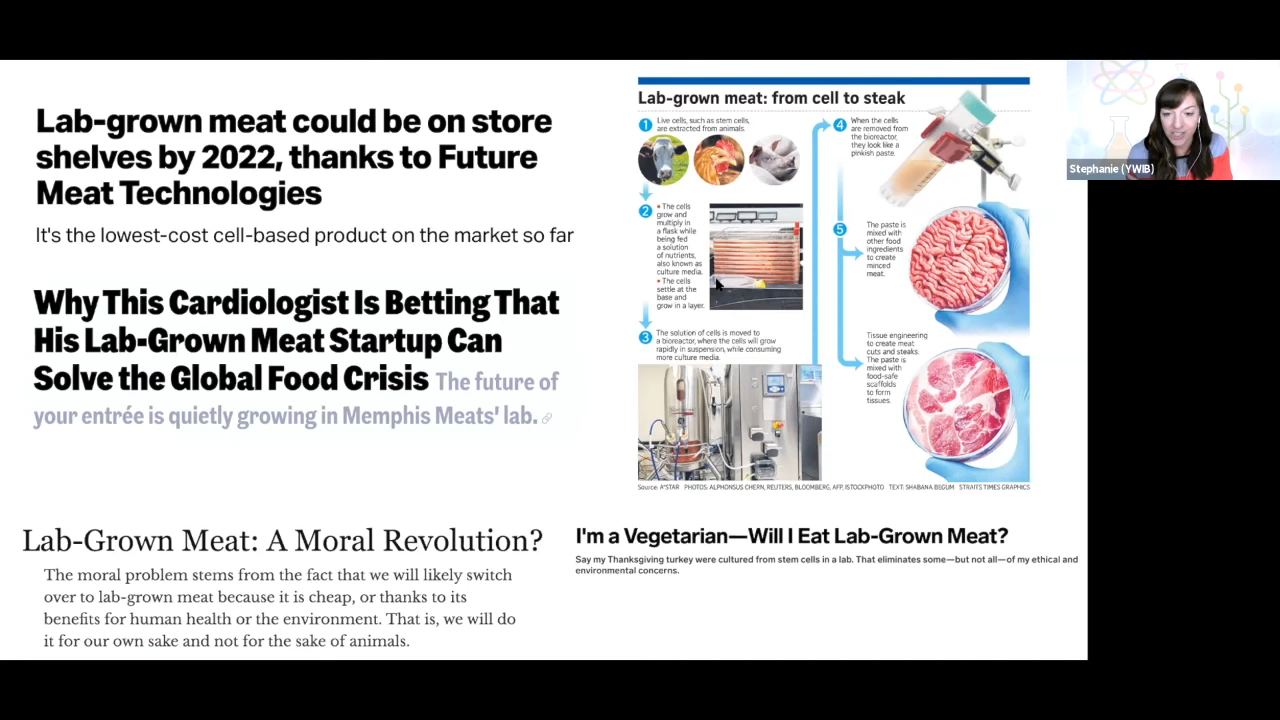 Lab-grown meat could be on store
shelves by 2022, thanks to Future
Meat Technologies
It's the lowest-cost cell-based product on the market so far
Why This Cardiologist Is Betting That
His Lab-Grown Meat Startup Can
Solve the Global Food Crisis The future of
your entrée is quietly growing in Memphis Meats' lab.
Lab-Grown Meat: A Moral Revolution?
The moral problem stems from the fact that we will likely switch
over to lab-grown meat because it is cheap, or thanks to its
benefits for human health or the environment. That is, we will do
it for our own sake and not for the sake of animals.
Lab-grown meat: from cell to steak
1
Live cells, such as stem cells,
are extracted from animals.
2
• The cells
grow and
multiply in
a flask while
being fed
a solution
of nutrients,
also known as
culture media.
• The cells
settle at the
base and
grow in a layer.
3
The solution of cells is moved to
a bioreactor, where the cells will grow
rapidly in suspension, while consuming
more culture media.
4
When the cells
are removed from
the bioreactor,
they look like a
pinkish paste.
5
The paste is
mixed with
other food
ingredients
to create
minced
meat.
Tissue engineering
to create meat
cuts and steaks.
The paste is
mixed with
food-safe
scaffolds
to form
tissues.
Source: A*STAR PHOTOS: ALPHONSUS CHERN, REUTERS, BLOOMBERG, AFP, ISTOCKPHOTO TEXT: SHABANA BEGUM STRAITS TIMES GRAPHICS
I'm a Vegetarian—Will I Eat Lab-Grown Meat?
Say my Thanksgiving turkey were cultured from stem cells in a lab. That eliminates some—but not all—of my ethical and
environmental concerns.
Stephanie (YWIB)